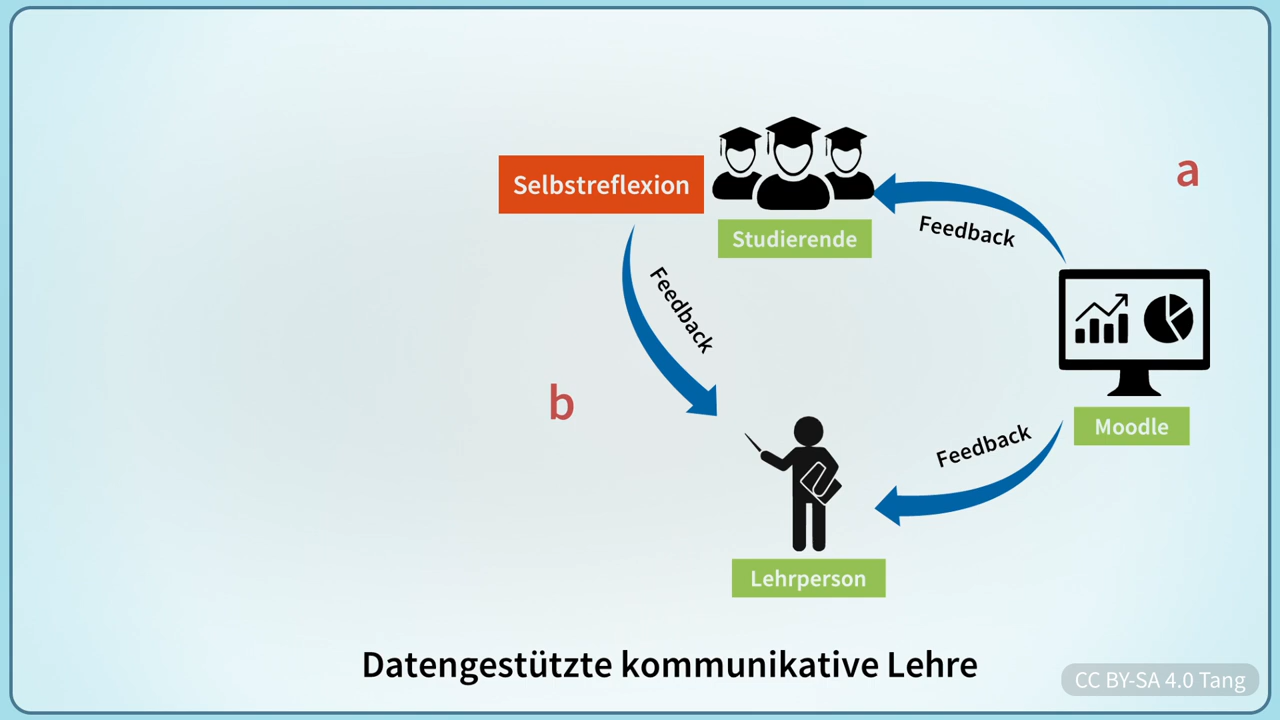 a
Selbstreflexion
Studierende
Feedback
Feedback
b
Moodle
Feedback
Lehrperson
Datengestützte kommunikative Lehre
CC BY-SA 4.0 Tang